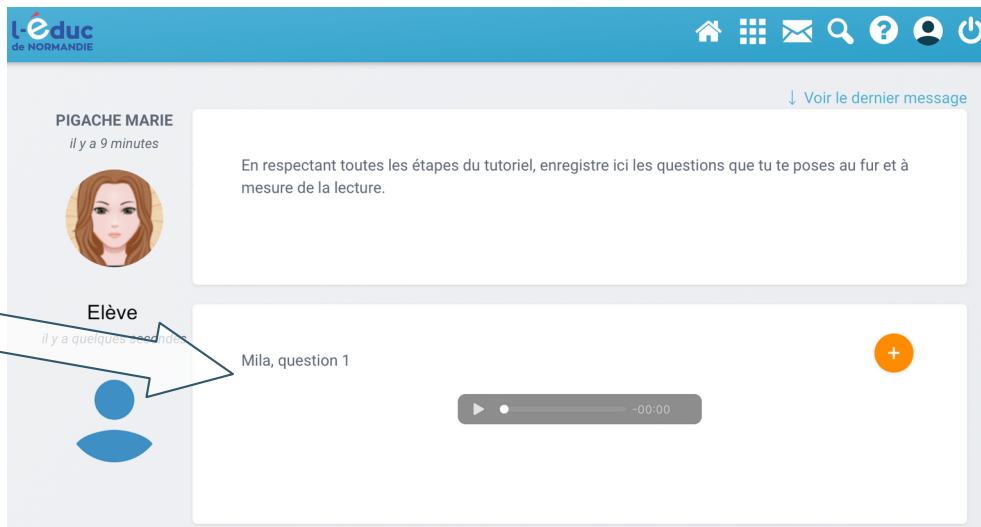 l-éduc
de NORMANDIE
↓ Voir le dernier message
PIGACHE MARIE
il y a 9 minutes
En respectant toutes les étapes du tutoriel, enregistre ici les questions que tu te poses au fur et à
mesure de la lecture.
Elève
il y a quelques secondes
Mila, question 1
-00:00